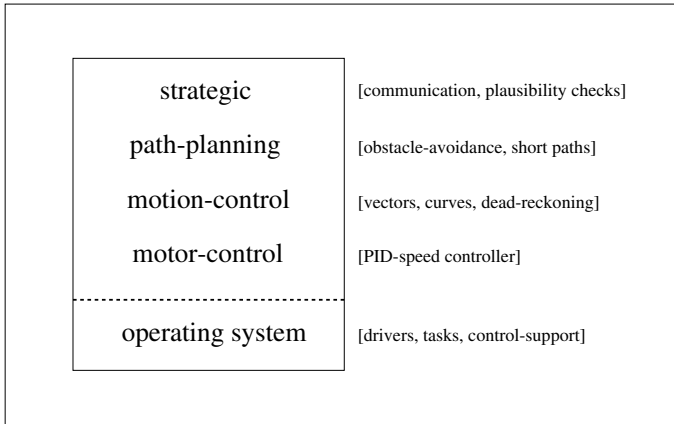 strategic [communication, plausibility checks]
path-planning [obstacle-avoidance, short paths]
motion-control [vectors, curves, dead-reckoning]
motor-control [PID-speed controller]
operating system [drivers, tasks, control-support]